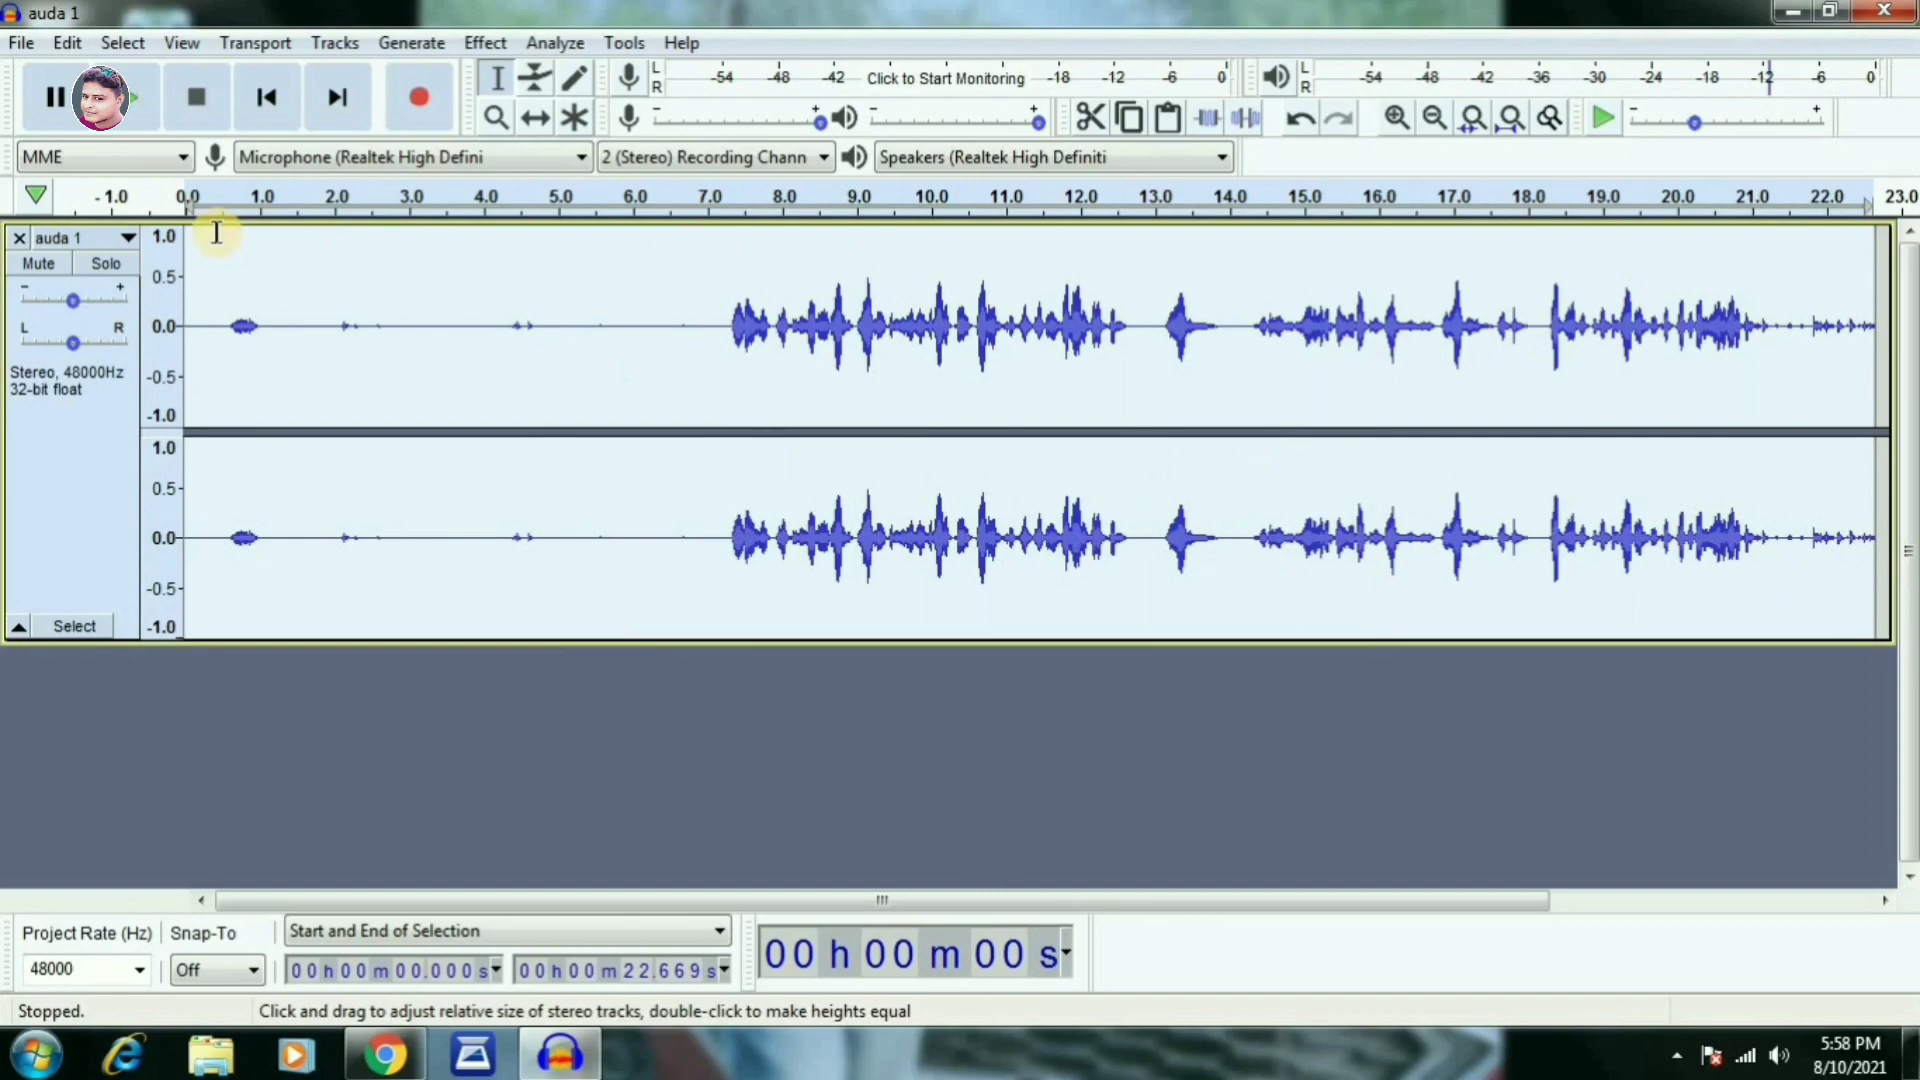 auda 1
File Edit Select View Transport Tracks Generate Effect Analyze Tools Help
L -54 -48 -42 Click to Start Monitoring -18 -12 -6 0 L -54 -48 -42 -36 -30 -24 -18 -12 -6 0
R R
- + - + - +
MME Microphone (Realtek High Defini 2 (Stereo) Recording Chann Speakers (Realtek High Definiti
-1.0 0.0 1.0 2.0 3.0 4.0 5.0 6.0 7.0 8.0 9.0 10.0 11.0 12.0 13.0 14.0 15.0 16.0 17.0 18.0 19.0 20.0 21.0 22.0 23.0
auda 1 1.0
Mute Solo
0.5
- +
L R 0.0
Stereo, 48000Hz -0.5
32-bit float
-1.0
1.0
0.5
0.0
-0.5
Select -1.0
Project Rate (Hz) Snap-To Start and End of Selection
48000 Off 00 h 00 m 00.000 s 00 h 00 m 22.669 s 00 h 00 m 00 s
Stopped. Click and drag to adjust relative size of stereo tracks, double-click to make heights equal
5:58 PM
8/10/2021